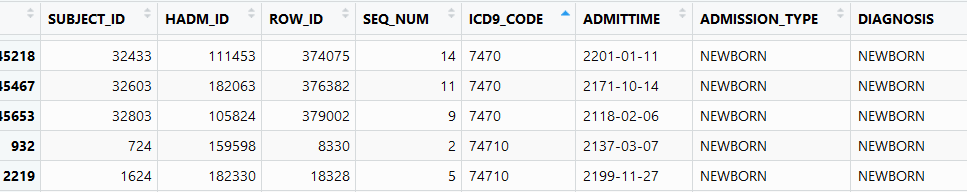 SUBJECT_ID HADM_ID ROW_ID SEQ_NUM ICD9_CODE ADMITTIME ADMISSION_TYPE DIAGNOSIS
45218 32433 111453 374075 14 7470 2201-01-11 NEWBORN NEWBORN
45467 32603 182063 376382 11 7470 2171-10-14 NEWBORN NEWBORN
45653 32803 105824 379002 9 7470 2118-02-06 NEWBORN NEWBORN
932 724 159598 8330 2 74710 2137-03-07 NEWBORN NEWBORN
2219 1624 182330 18328 5 74710 2199-11-27 NEWBORN NEWBORN